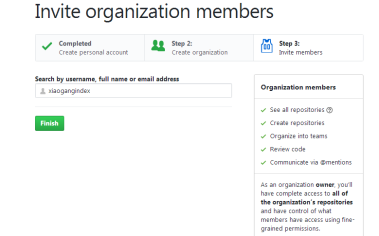 Invite organization members
Completed
Create personal account
Step 2:
Create organization
Step 3:
Invite members
Search by username, full name or email address
xiaogangindex
Finish
Organization members
See all repositories
Create repositories
Organize into teams
Review code
Communicate via @mentions
As an organization owner, you'll
have complete access to all of
the organization's repositories
and have control of what
members have access using fine-
grained permissions.